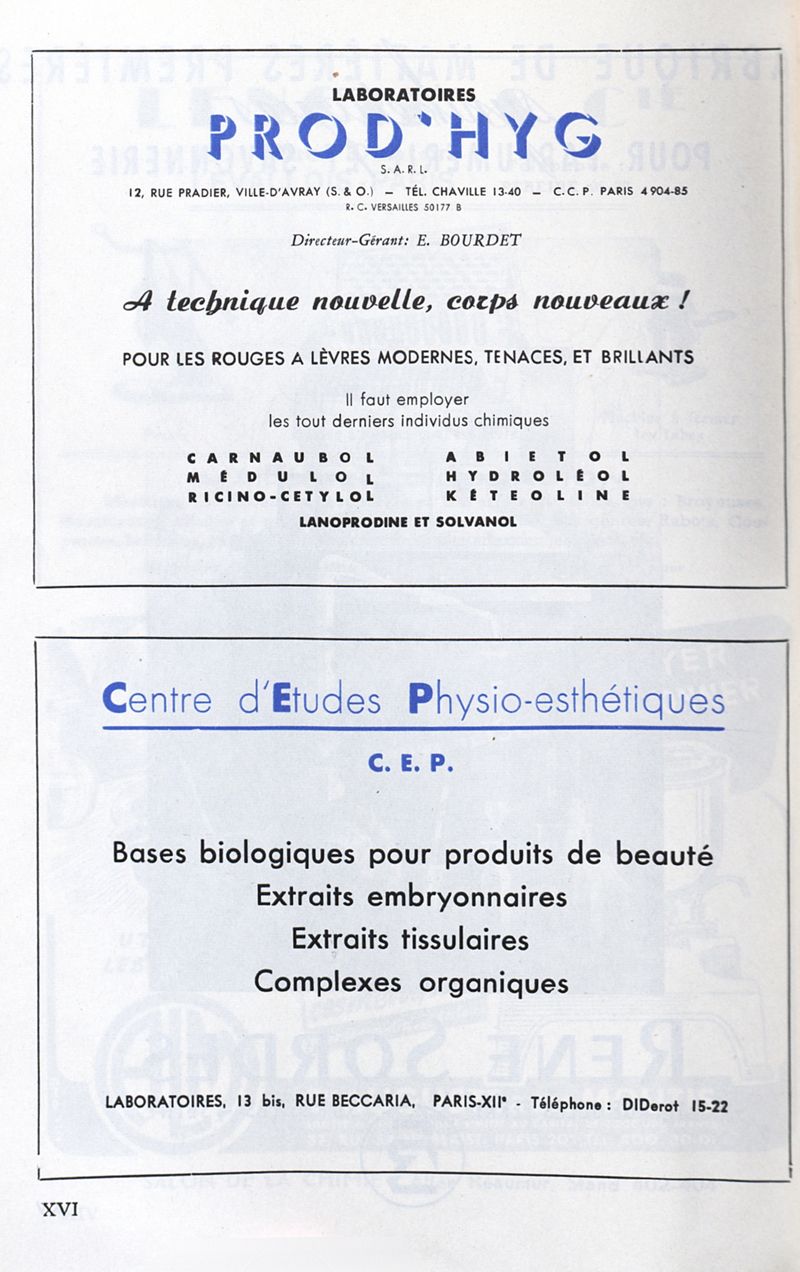 LABORATOIRES
PROD'HYG
S.A.R.L.
12, RUE PRADIER, VILLE-D'AVRAY (S. & O.) — TÉL. CHAVILLE 13-40 — C.C.P. PARIS 4904-85
R.C. VERSAILLES 50177 B
Directeur-Gérant: E. BOURDET
A technique nouvelle, corps nouveaux !
POUR LES ROUGES A LÈVRES MODERNES, TENACES, ET BRILLANTS
Il faut employer
les tout derniers individus chimiques
CARNAUBOL ABIETOL
MÉDULOL HYDROLÉOL
RICINO-CETYLOL KÉTEOLINE
LANOPRODINE ET SOLVANOL
Centre d'Etudes Physio-esthétiques
C. E. P.
Bases biologiques pour produits de beauté
Extraits embryonnaires
Extraits tissulaires
Complexes organiques
LABORATOIRES, 13 bis, RUE BECCARIA, PARIS-XIIe - Téléphone : DIDerot 15-22
XVI